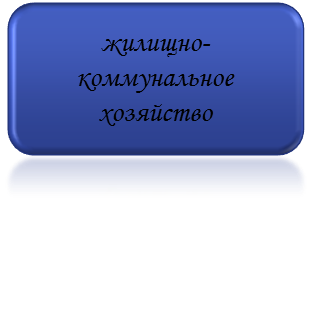 жилищно-
коммунальное
хозяйство